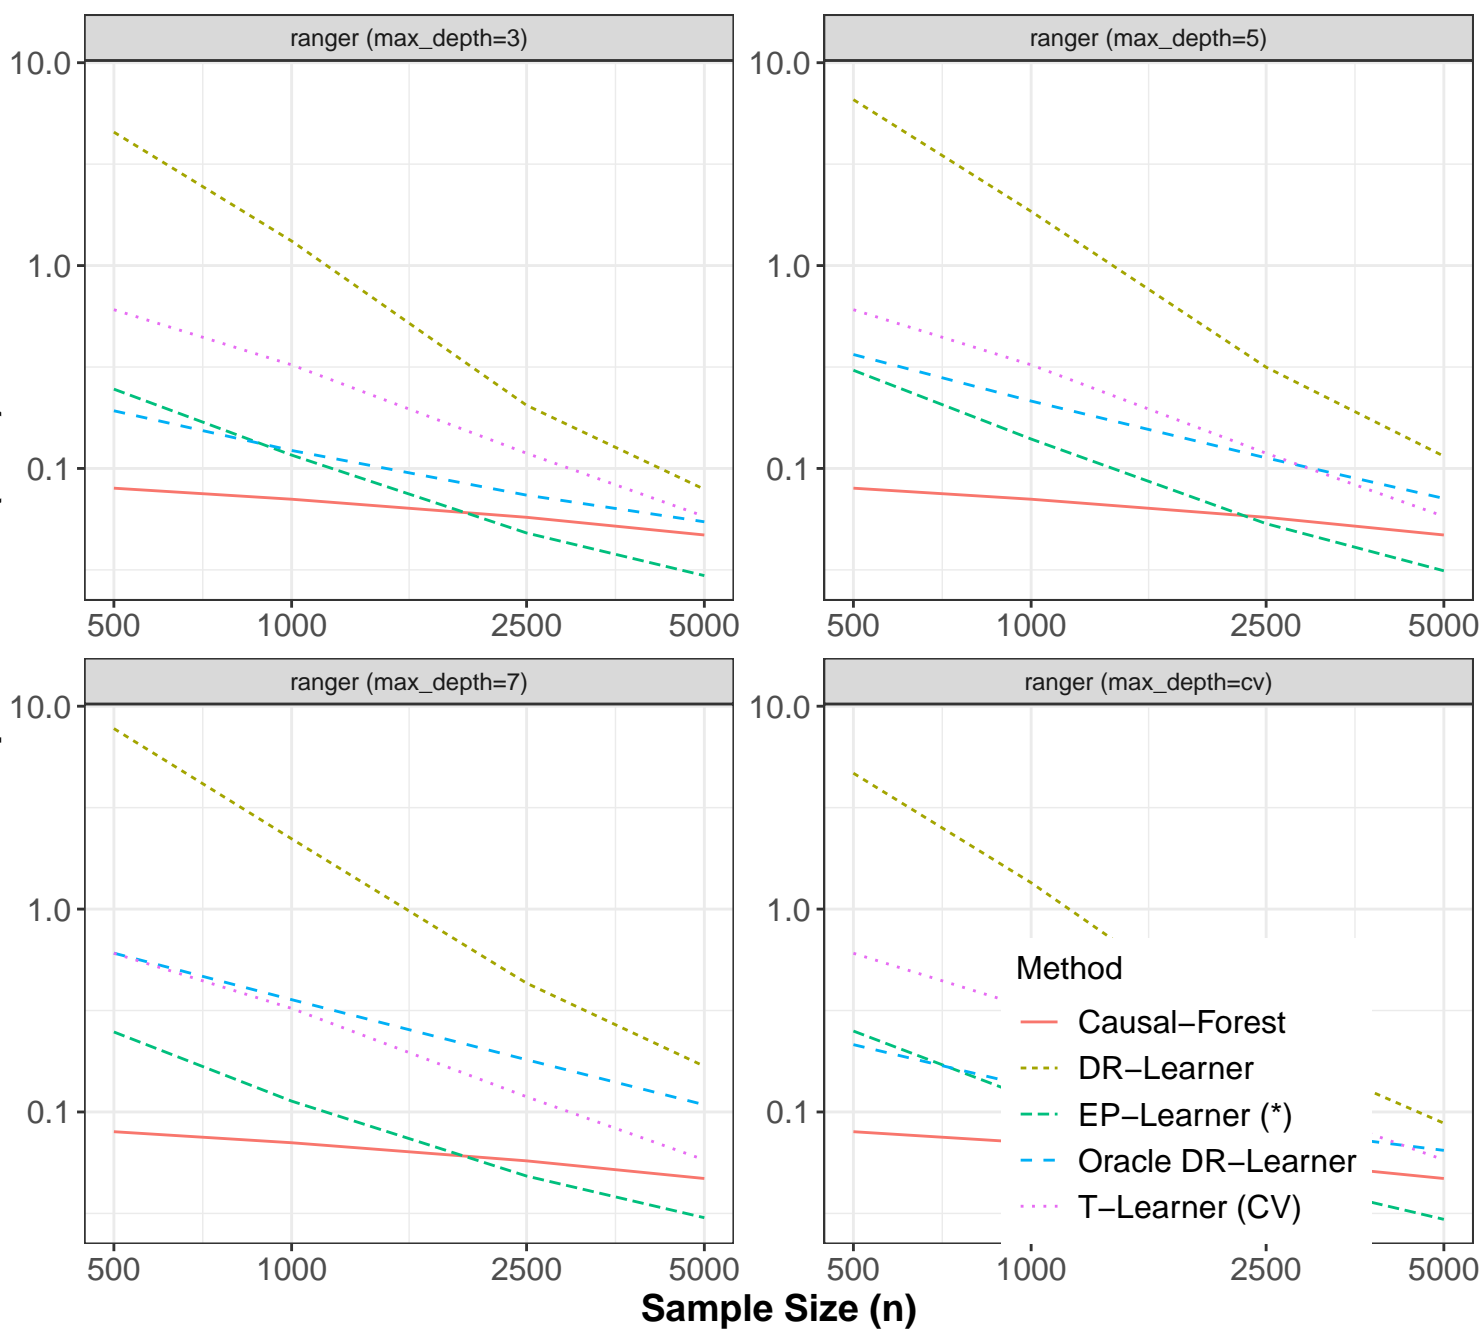 ranger (max_depth=3)
ranger (max_depth=5)
10.0
1.0
0.1
500 1000 2500 5000
10.0
1.0
0.1
500 1000 2500 5000
ranger (max_depth=7)
ranger (max_depth=cv)
10.0
1.0
0.1
500 1000 2500 5000
10.0
1.0
0.1
500 1000 2500 5000
Method
Causal−Forest
DR−Learner
EP−Learner (*)
Oracle DR−Learner
T−Learner (CV)
Sample Size (n)